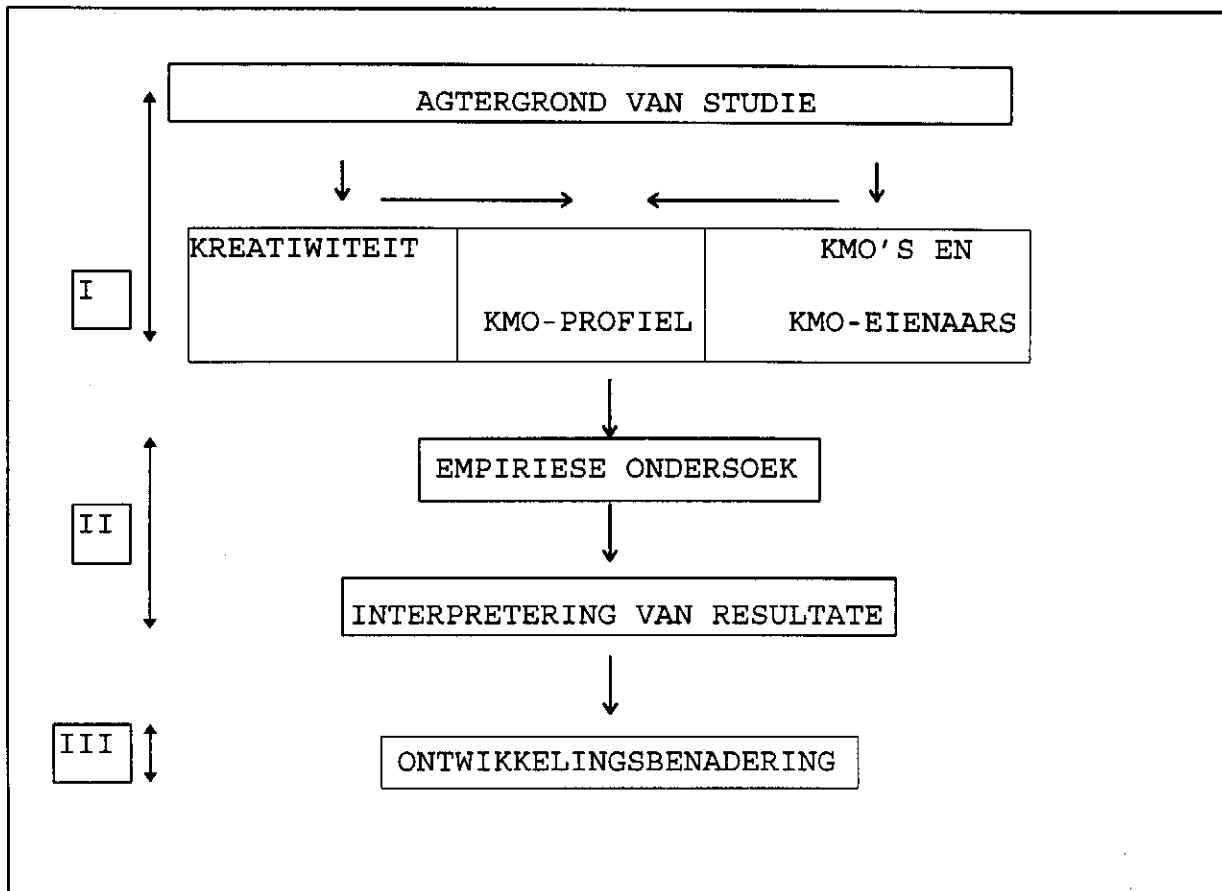 AGTERGROND VAN STUDIE
KREATIWITEIT
KMO'S EN
I
KMO-PROFIEL
KMO-EIENAARS
EMPIRIESE ONDERSOEK
II
INTERPRETERING VAN RESULTATE
III
ONTWIKKELINGSBENADERING